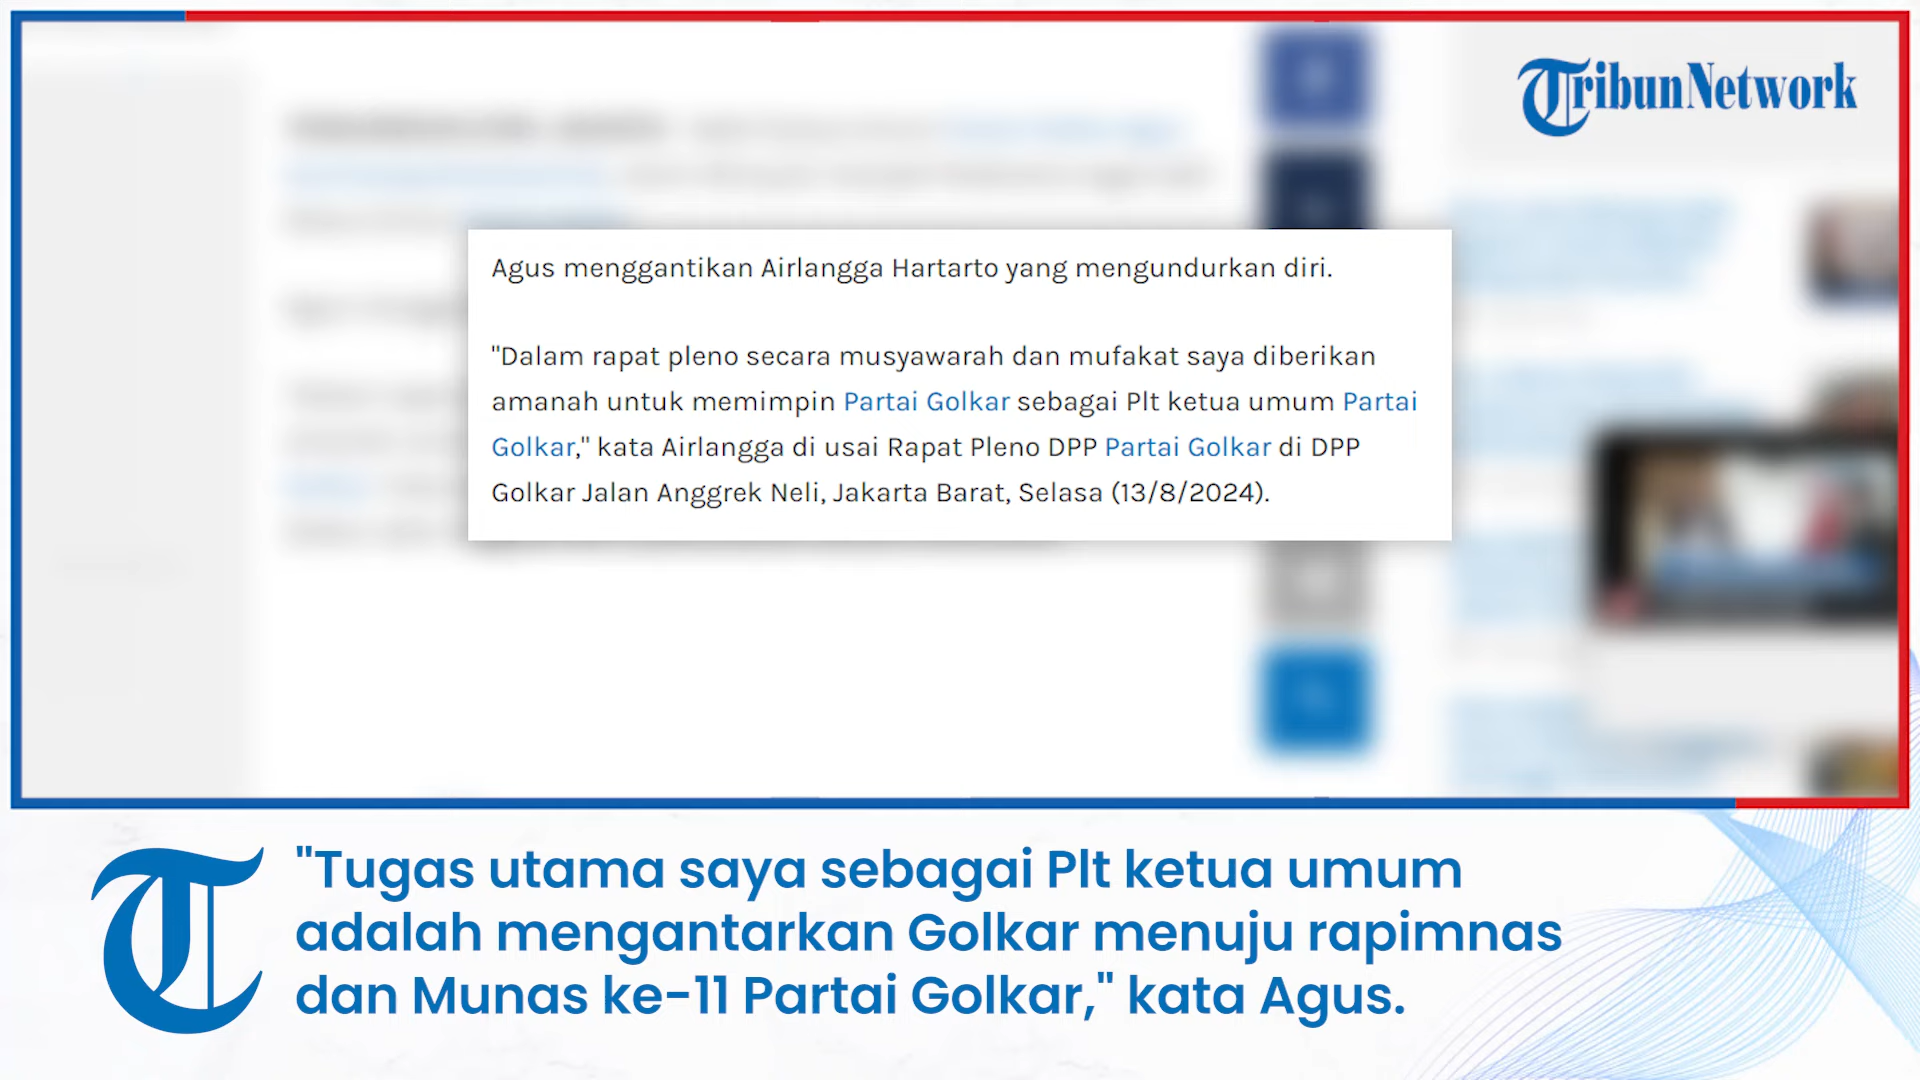 TribunNetwork
Agus menggantikan Airlangga Hartarto yang mengundurkan diri.
"Dalam rapat pleno secara musyawarah dan mufakat saya diberikan
amanah untuk memimpin Partai Golkar sebagai Plt ketua umum Partai
Golkar," kata Airlangga di usai Rapat Pleno DPP Partai Golkar di DPP
Golkar Jalan Anggrek Neli, Jakarta Barat, Selasa (13/8/2024).
"Tugas utama saya sebagai Plt ketua umum
adalah mengantarkan Golkar menuju rapimnas
dan Munas ke-11 Partai Golkar," kata Agus.